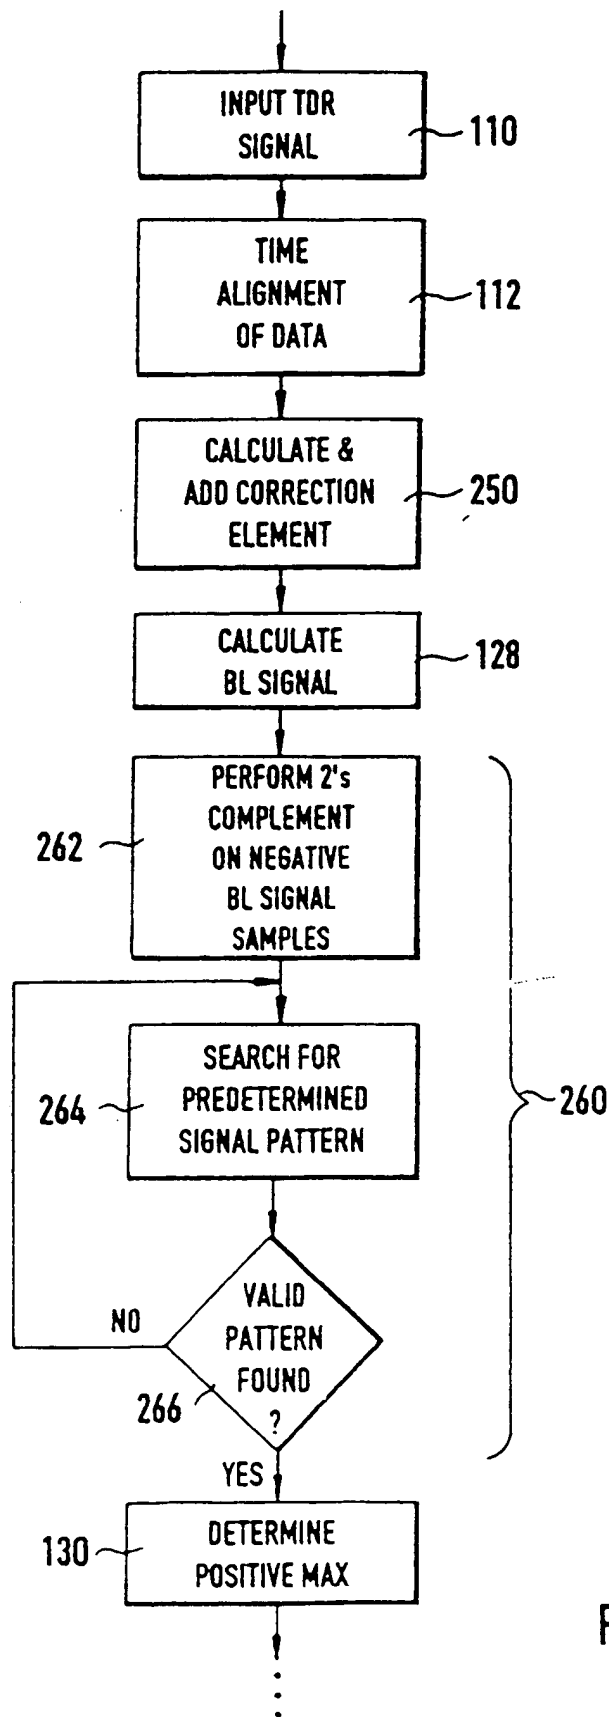 INPUT TDR
SIGNAL
110
TIME
ALIGNMENT
OF DATA
112
CALCULATE &
ADD CORRECTION
ELEMENT
250
CALCULATE
BL SIGNAL
128
PERFORM 2's
COMPLEMENT
ON NEGATIVE
BL SIGNAL
SAMPLES
262
SEARCH FOR
PREDETERMINED
SIGNAL PATTERN
264
260
VALID
PATTERN
FOUND
?
NO
266
YES
DETERMINE
POSITIVE MAX
130
F